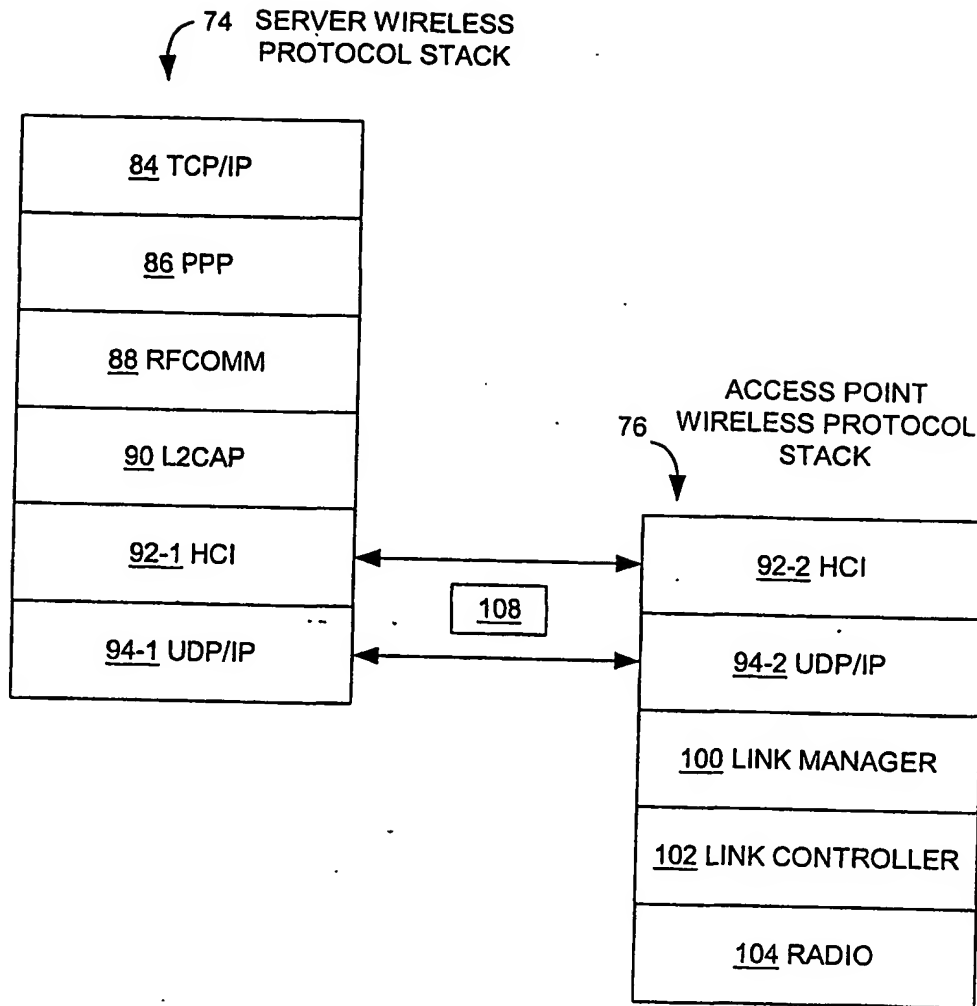 74 SERVER WIRELESS
PROTOCOL STACK
84 TCP/IP
86 PPP
88 RFCOMM
90 L2CAP
92-1 HCI
94-1 UDP/IP
108
76
ACCESS POINT
WIRELESS PROTOCOL
STACK
92-2 HCI
94-2 UDP/IP
100 LINK MANAGER
102 LINK CONTROLLER
104 RADIO